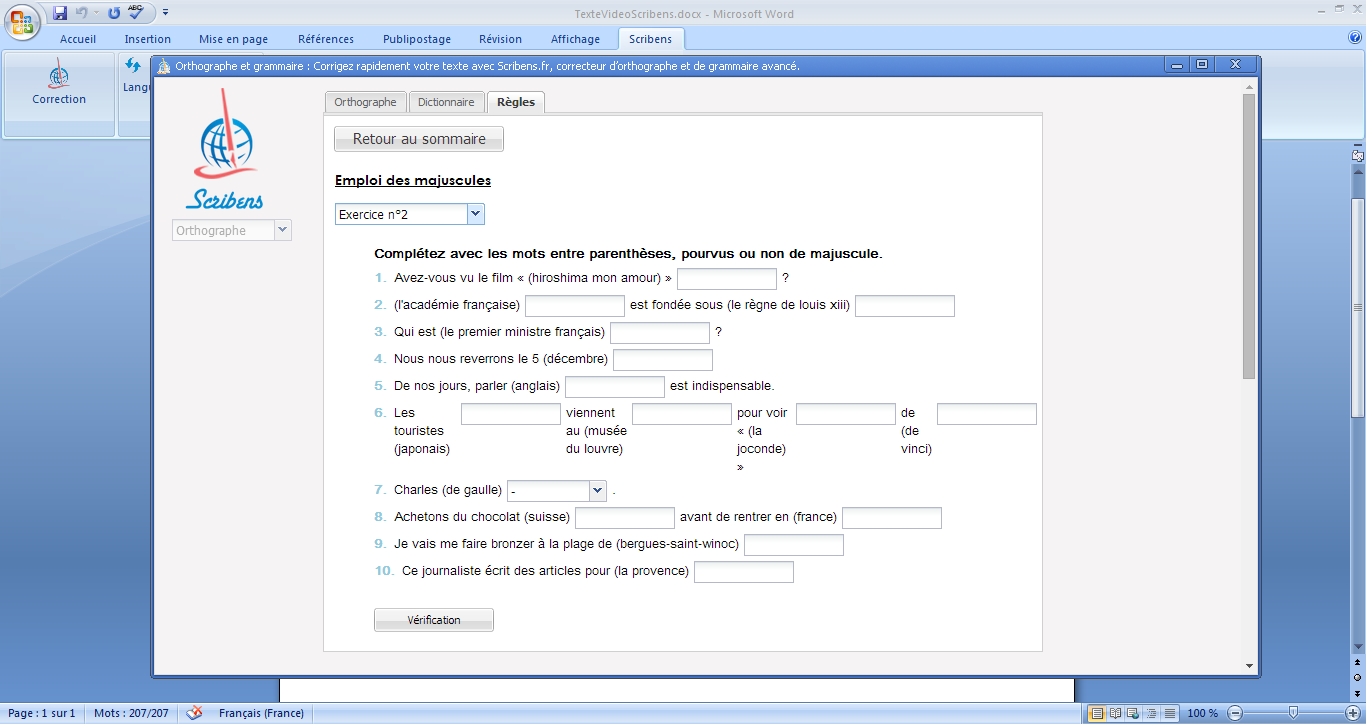 ABC
TexteVideoScribens.docx - Microsoft Word
Accueil Insertion Mise en page Références Publipostage Révision Affichage Scribens
Correction
Langu
Orthographe et grammaire : Corrigez rapidement votre texte avec Scribens.fr, correcteur d'orthographe et de grammaire avancé.
Orthographe Dictionnaire Règles
Retour au sommaire
Scribens
Orthographe
Emploi des majuscules
Exercice n°2
Complétez avec les mots entre parenthèses, pourvus ou non de majuscule.
1. Avez-vous vu le film « (hiroshima mon amour) » ?
2. (l'académie française) est fondée sous (le règne de louis xiii)
3. Qui est (le premier ministre français) ?
4. Nous nous reverrons le 5 (décembre)
5. De nos jours, parler (anglais) est indispensable.
6. Les viennent pour voir de
touristes au (musée « (la (de
(japonais) du louvre) joconde) vinci)
»
7. Charles (de gaulle) - .
8. Achetons du chocolat (suisse) avant de rentrer en (france)
9. Je vais me faire bronzer à la plage de (bergues-saint-winoc)
10. Ce journaliste écrit des articles pour (la provence)
Vérification
Page : 1 sur 1 Mots : 207/207 Français (France) 100 %